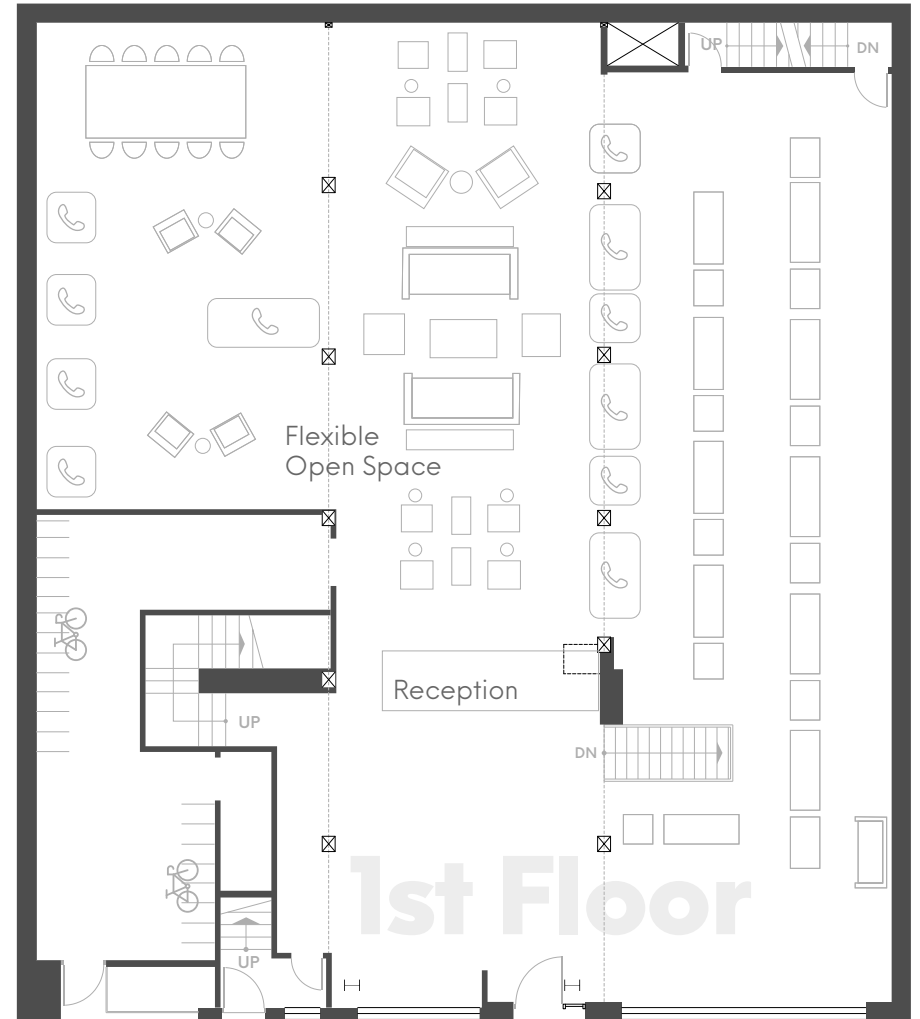 UP
DN
Flexible
Open Space
Reception
UP
DN
1st Floor
UP